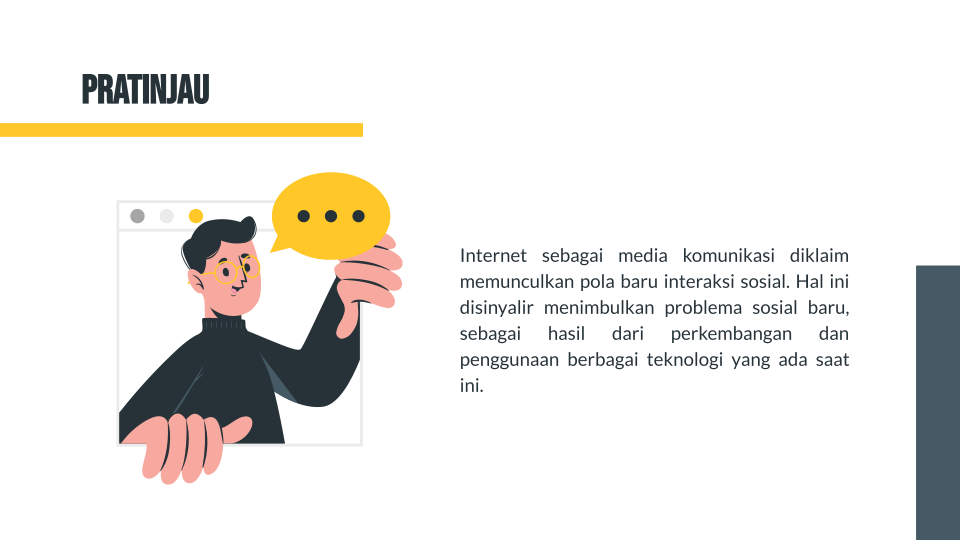 PRATINJAU
Internet sebagai media komunikasi diklaim
memunculkan pola baru interaksi sosial. Hal ini
disinyalir menimbulkan problema sosial baru,
sebagai hasil dari perkembangan dan
penggunaan berbagai teknologi yang ada saat
ini.